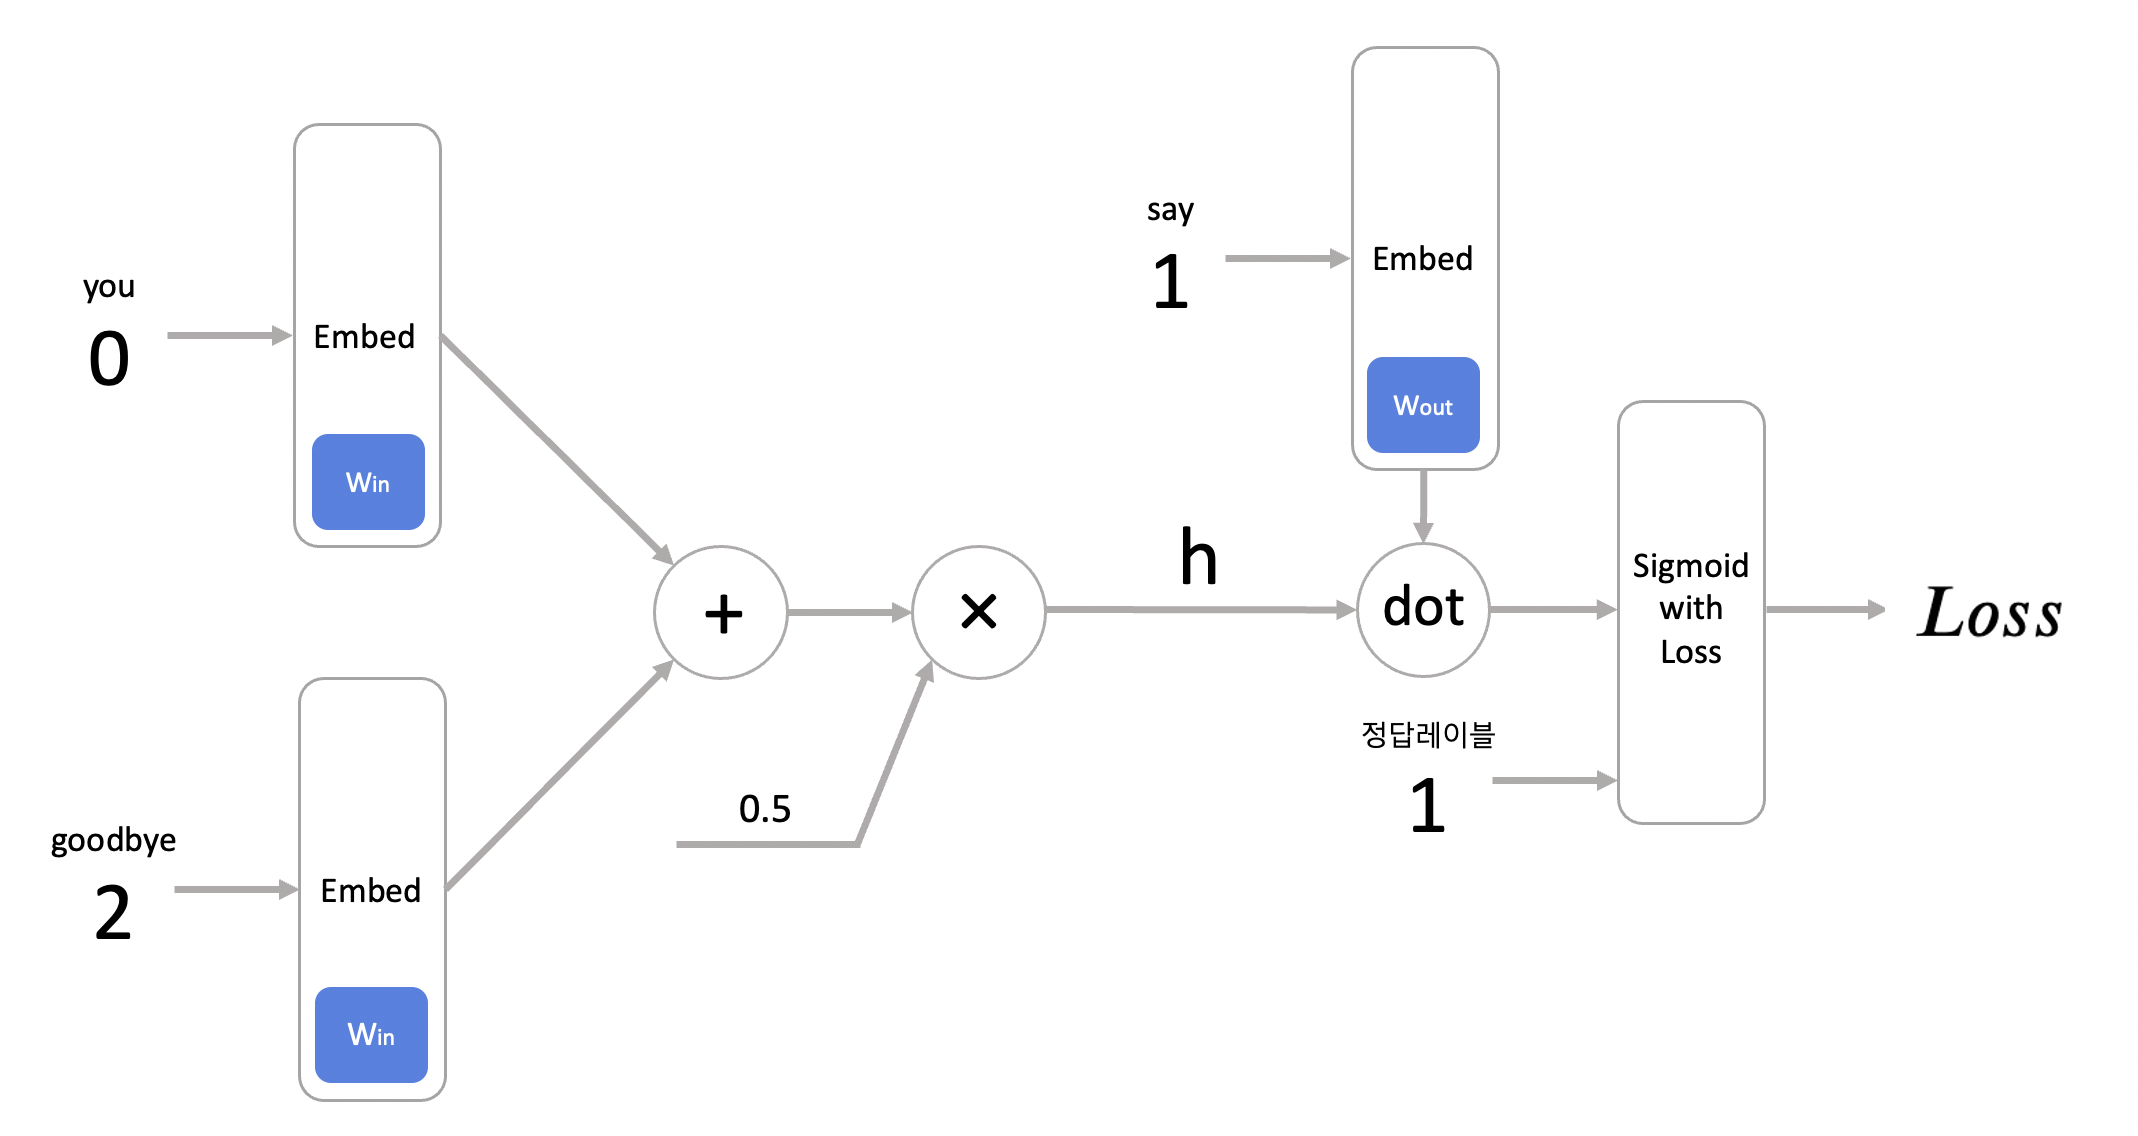 you
0
Embed
Win
goodbye
2
Embed
Win
+
0.5
×
h
say
1
Embed
Wout
dot
정답레이블
1
Sigmoid
with
Loss
Loss